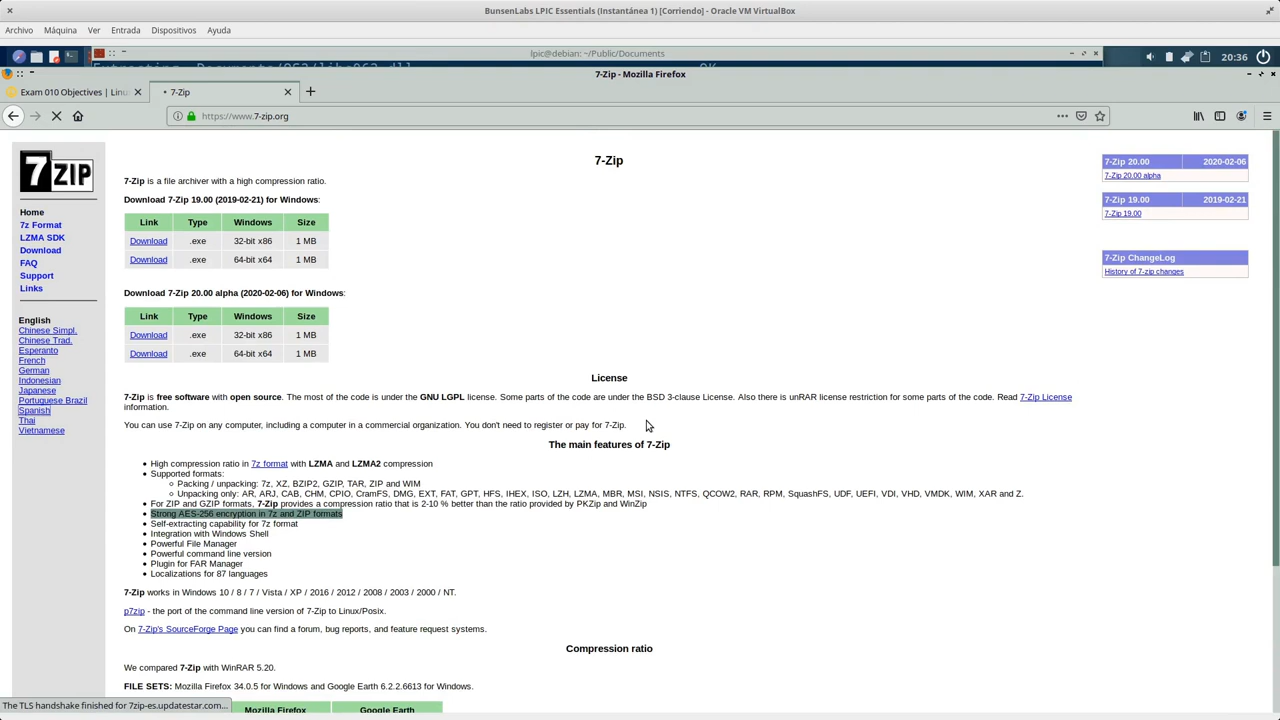 BunsenLabs LPIC Essentials (Instantánea 1) [Corriendo] - Oracle VM VirtualBox
Archivo Máquina Ver Entrada Dispositivos Ayuda
lpic@debian: ~/Public/Documents
20:36
7-Zip - Mozilla Firefox
Exam 010 Objectives | Linu
7-Zip
https://www.7-zip.org
7ZIP
Home
7z Format
LZMA SDK
Download
FAQ
Support
Links
English
Chinese Simpl.
Chinese Trad.
Esperanto
French
German
Indonesian
Japanese
Portuguese Brazil
Spanish
Thai
Vietnamese
7-Zip
7-Zip is a file archiver with a high compression ratio.
Download 7-Zip 19.00 (2019-02-21) for Windows:
Link Type Windows Size
Download .exe 32-bit x86 1 MB
Download .exe 64-bit x64 1 MB
Download 7-Zip 20.00 alpha (2020-02-06) for Windows:
Link Type Windows Size
Download .exe 32-bit x86 1 MB
Download .exe 64-bit x64 1 MB
License
7-Zip is free software with open source. The most of the code is under the GNU LGPL license. Some parts of the code are under the BSD 3-clause License. Also there is unRAR license restriction for some parts of the code. Read 7-Zip License
information.
You can use 7-Zip on any computer, including a computer in a commercial organization. You don't need to register or pay for 7-Zip.
The main features of 7-Zip
High compression ratio in 7z format with LZMA and LZMA2 compression
Supported formats:
Packing / unpacking: 7z, XZ, BZIP2, GZIP, TAR, ZIP and WIM
Unpacking only: AR, ARJ, CAB, CHM, CPIO, CramFS, DMG, EXT, FAT, GPT, HFS, IHEX, ISO, LZH, LZMA, MBR, MSI, NSIS, NTFS, QCOW2, RAR, RPM, SquashFS, UDF, UEFI, VDI, VHD, VMDK, WIM, XAR and Z.
For ZIP and GZIP formats, 7-Zip provides a compression ratio that is 2-10 % better than the ratio provided by PKZip and WinZip
Strong AES-256 encryption in 7z and ZIP formats
Self-extracting capability for 7z format
Integration with Windows Shell
Powerful File Manager
Powerful command line version
Plugin for FAR Manager
Localizations for 87 languages
7-Zip works in Windows 10 / 8 / 7 / Vista / XP / 2016 / 2012 / 2008 / 2003 / 2000 / NT.
p7zip - the port of the command line version of 7-Zip to Linux/Posix.
On 7-Zip's SourceForge Page you can find a forum, bug reports, and feature request systems.
Compression ratio
We compared 7-Zip with WinRAR 5.20.
FILE SETS: Mozilla Firefox 34.0.5 for Windows and Google Earth 6.2.2.6613 for Windows.
Mozilla Firefox Google Earth
7-Zip 20.00 2020-02-06
7-Zip 20.00 alpha
7-Zip 19.00 2019-02-21
7-Zip 19.00
7-Zip ChangeLog
History of 7-zip changes
The TLS handshake finished for 7zip-es.updatestar.com...